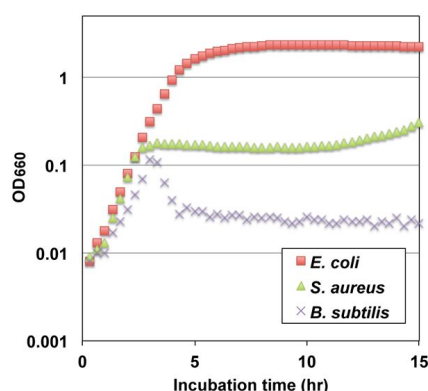 1
0.1
0.01
0.001
OD660
E. coli
S. aureus
B. subtilis
0 5 10 15
Incubation time (hr)